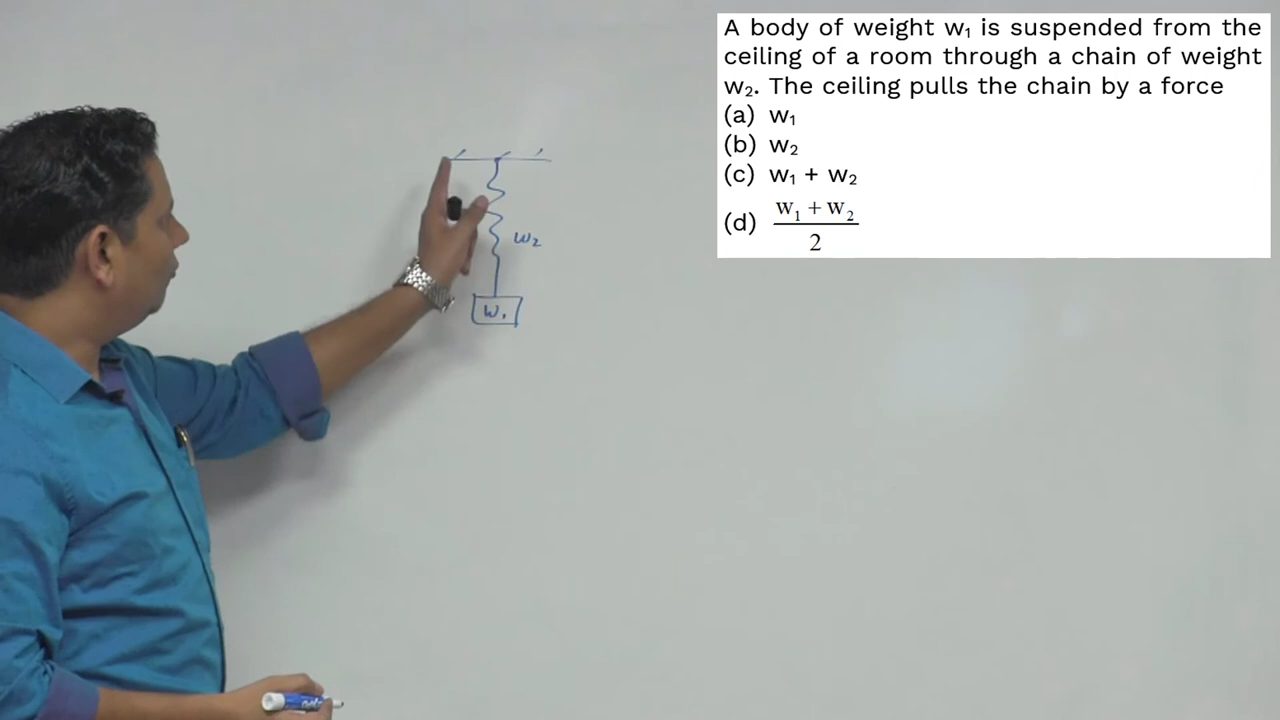 A body of weight w₁ is suspended from the
ceiling of a room through a chain of weight
w₂. The ceiling pulls the chain by a force
(a) w₁
(b) w₂
(c) w₁ + w₂
(d) (w₁ + w₂)/2
w₂
w₁